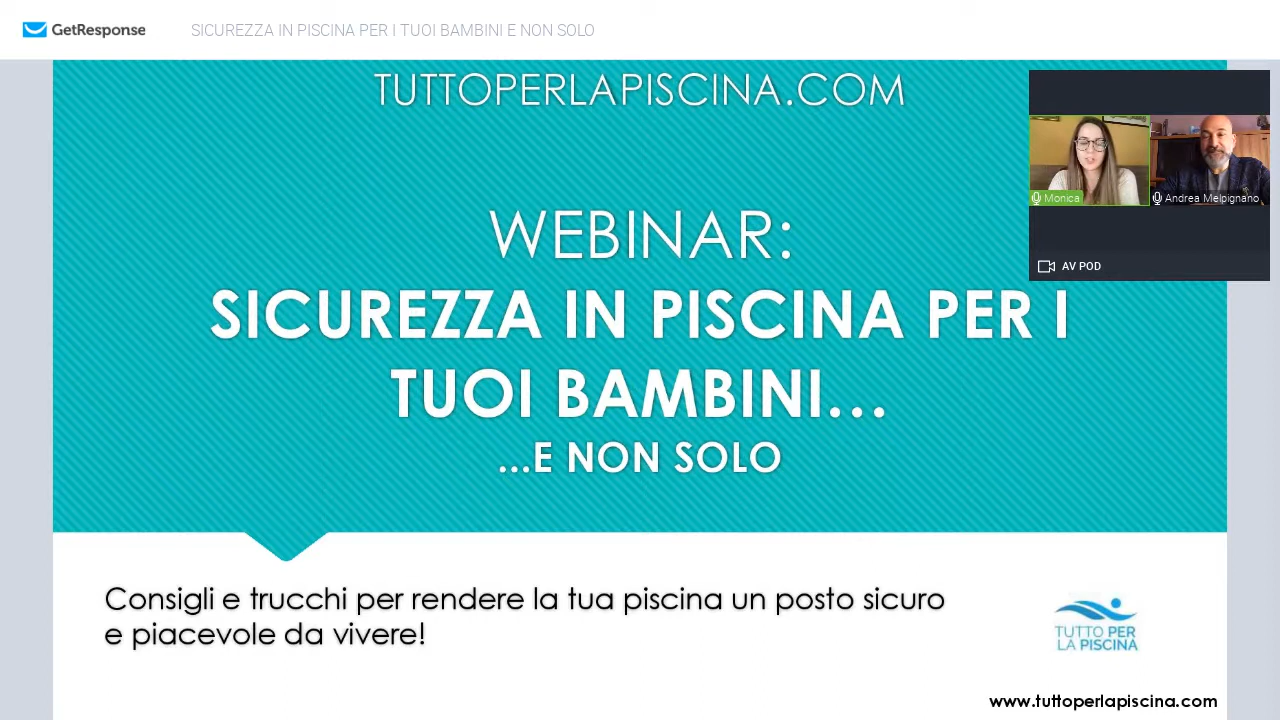 GetResponse
SICUREZZA IN PISCINA PER I TUOI BAMBINI E NON SOLO
TUTTOPERLAPISCINA.COM
WEBINAR:
SICUREZZA IN PISCINA PER I
TUOI BAMBINI...
...E NON SOLO
Monica
Andrea Melpignano
AV POD
Consigli e trucchi per rendere la tua piscina un posto sicuro
e piacevole da vivere!
TUTTO PER
LA PISCINA
www.tuttoperlapiscina.com